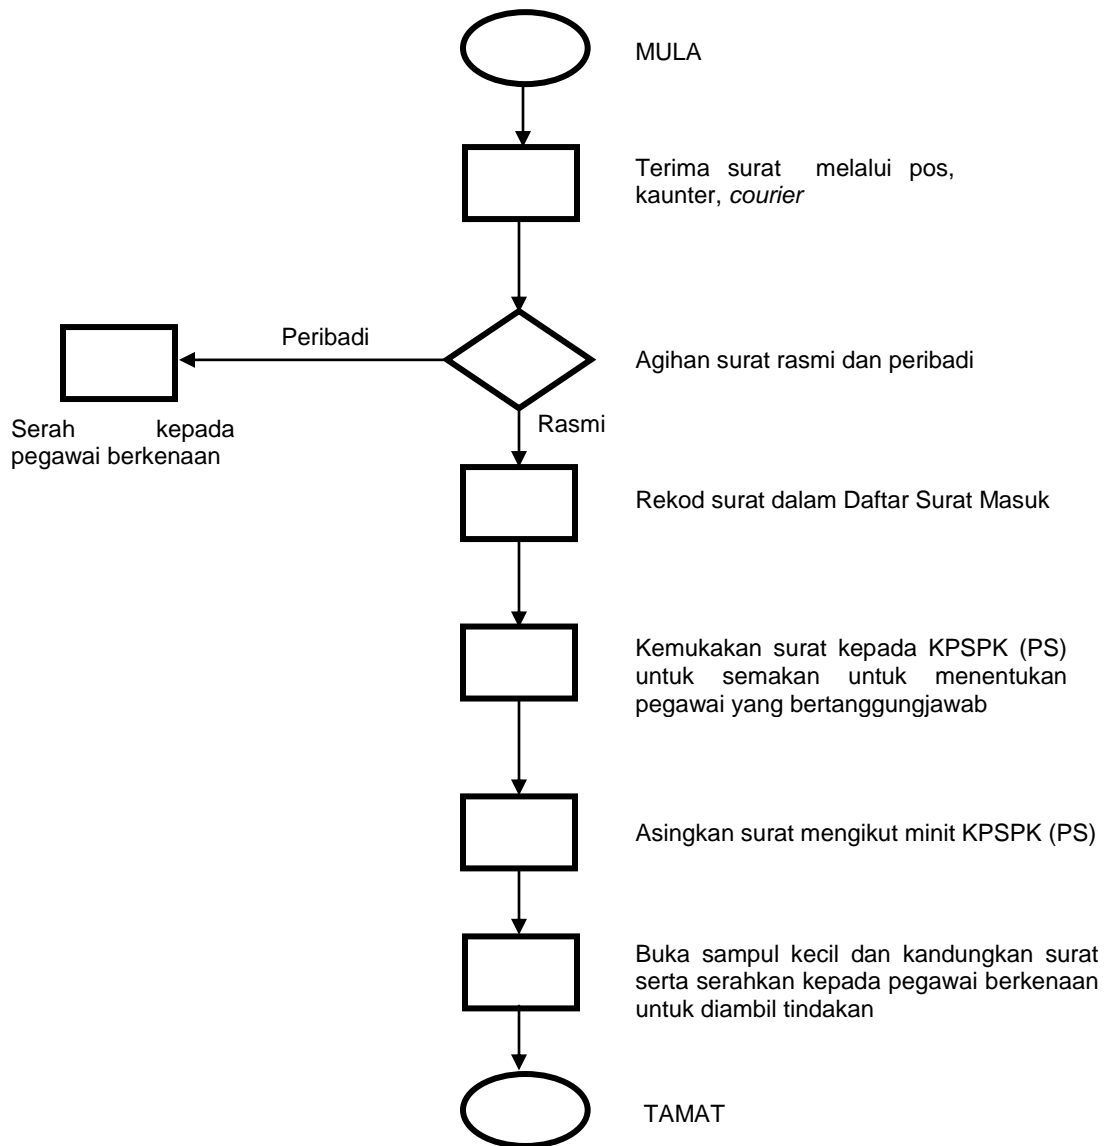 MULA
Terima surat melalui pos,
kaunter, courier
Peribadi
Agihan surat rasmi dan peribadi
Serah kepada
pegawai berkenaan
Rasmi
Rekod surat dalam Daftar Surat Masuk
Kemukakan surat kepada KPSPK (PS)
untuk semakan untuk menentukan
pegawai yang bertanggungjawab
Asingkan surat mengikut minit KPSPK (PS)
Buka sampul kecil dan kandungkan surat
serta serahkan kepada pegawai berkenaan
untuk diambil tindakan
TAMAT